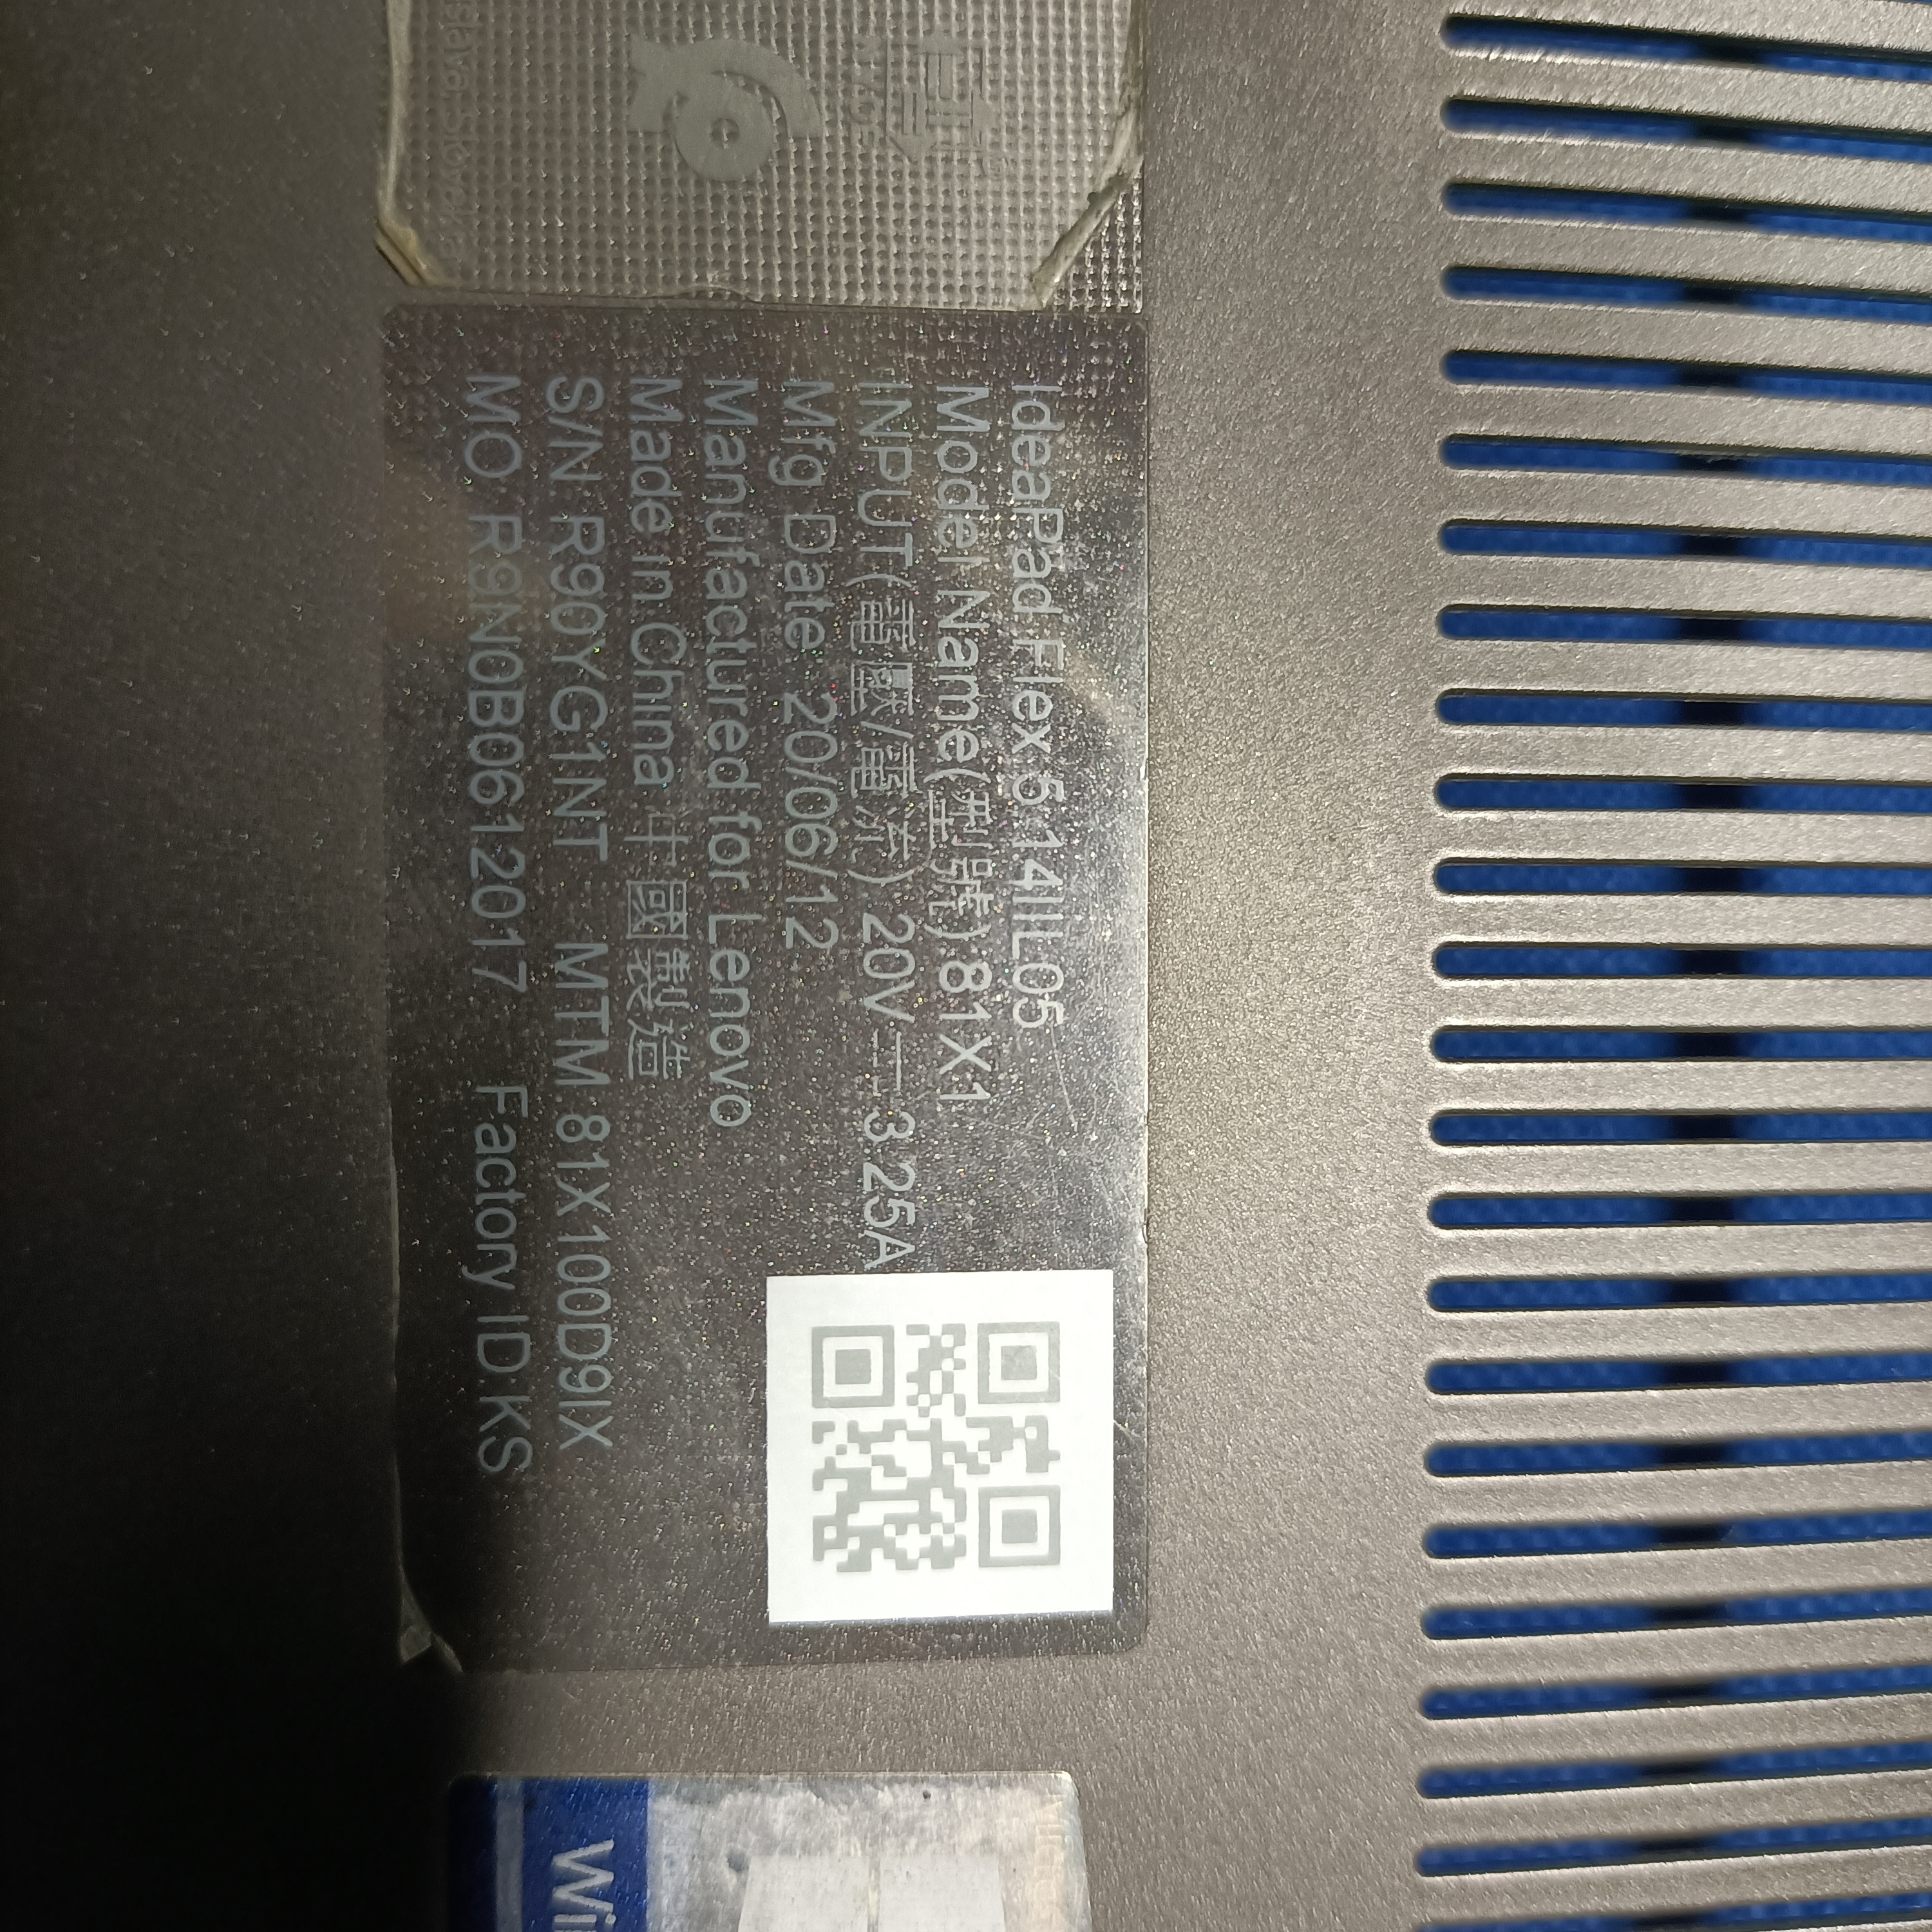 IdeaPad Flex 5 14IIL05
Model Name(型號):81X1
INPUT(電壓/電流) 20V⎓3.25A
Mfg Date: 20/06/12
Manufactured for Lenovo
Made in China 中國製造
S/N R90YG1NT MTM:81X100D9IX
MO R9N0B0612017 Factory ID:KS